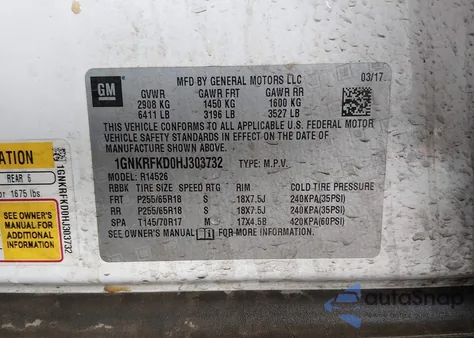 GM
MFD BY GENERAL MOTORS LLC 03/17
GVWR GAWR FRT GAWR RR
2908 KG 1450 KG 1600 KG
6411 LB 3196 LB 3527 LB
THIS VEHICLE CONFORMS TO ALL APPLICABLE U.S. FEDERAL MOTOR
VEHICLE SAFETY STANDARDS IN EFFECT ON THE DATE OF
MANUFACTURE SHOWN ABOVE.
1GNKRFKD0HJ303732 TYPE: M.P.V.
MODEL: R14526
RBBK TIRE SIZE SPEED RTG RIM COLD TIRE PRESSURE
FRT P255/65R18 S 18X7.5J 240KPA(35PSI)
RR P255/65R18 S 18X7.5J 240KPA(35PSI)
SPA T145/70R17 M 17X4.5B 420KPA(60PSI)
SEE OWNER'S MANUAL FOR MORE INFORMATION.
ATION
REAR 6
or 1675 lbs
SEE OWNER'S
MANUAL FOR
ADDITIONAL
INFORMATION
1GNKRFKD0HJ303732
autoSnap